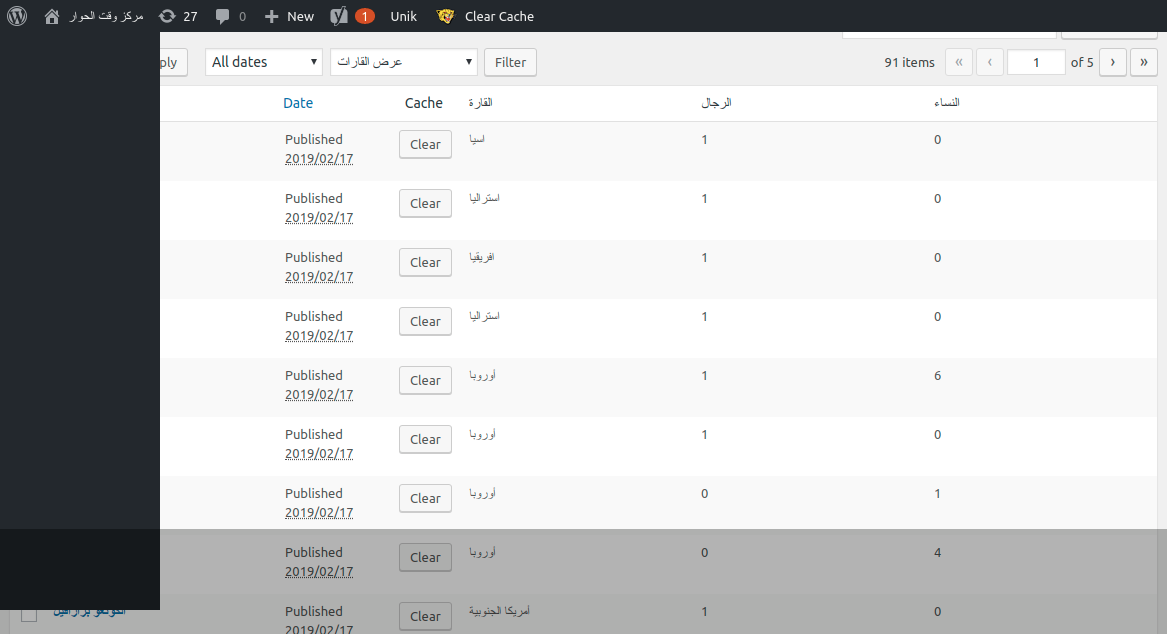 مركز وقت الحوار 27 0 New 1 Unik Clear Cache
ply All dates عرض القارات Filter 91 items « ‹ 1 of 5 › »
Date Cache القارة الرجال النساء
Published Clear اسيا 1 0
2019/02/17
Published Clear استراليا 1 0
2019/02/17
Published Clear افريقيا 1 0
2019/02/17
Published Clear استراليا 1 0
2019/02/17
Published Clear أوروبا 1 6
2019/02/17
Published Clear أوروبا 1 0
2019/02/17
Published Clear أوروبا 0 1
2019/02/17
Published Clear أوروبا 0 4
2019/02/17
Published Clear أمريكا الجنوبية 1 0
2019/02/17